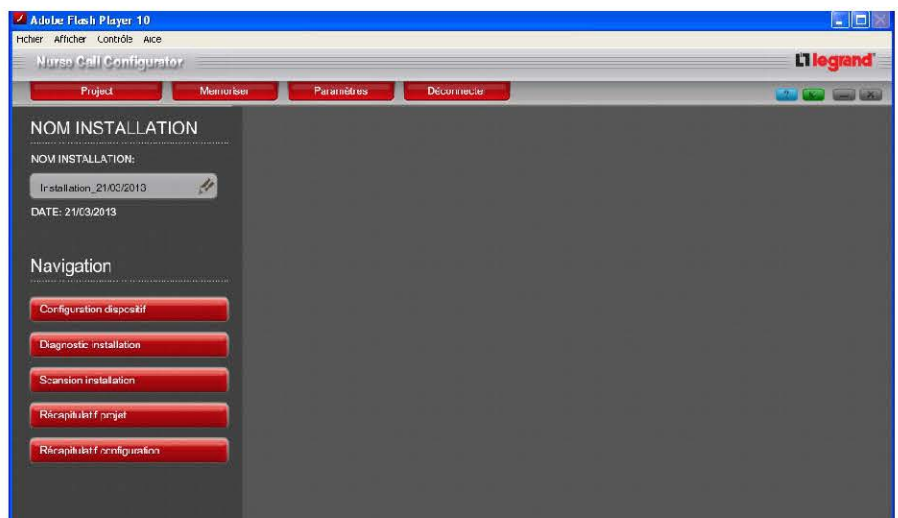 Adobe Flash Player 10
Fichier Afficher Contrôle Aide
Nurse Call Configurator
legrand
Project Memoriser Paramètres Déconnecter
?
NOM INSTALLATION
NOM INSTALLATION:
Installation_21/03/2013
DATE: 21/03/2013
Navigation
Configuration dispositif
Diagnostic installation
Scansion installation
Récapitulatif projet
Récapitulatif configuration